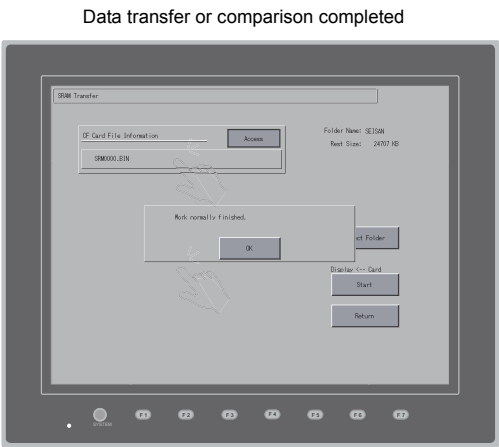 Data transfer or comparison completed
SRAM Transfer
CF Card File Information
Access
Folder Name: SEISAN
Rest Size: 24707 KB
SRM0000.BIN
Work normally finished.
OK
ct Folder
Display <-- Card
Start
Return
SYSTEM
F1
F2
F3
F4
F5
F6
F7